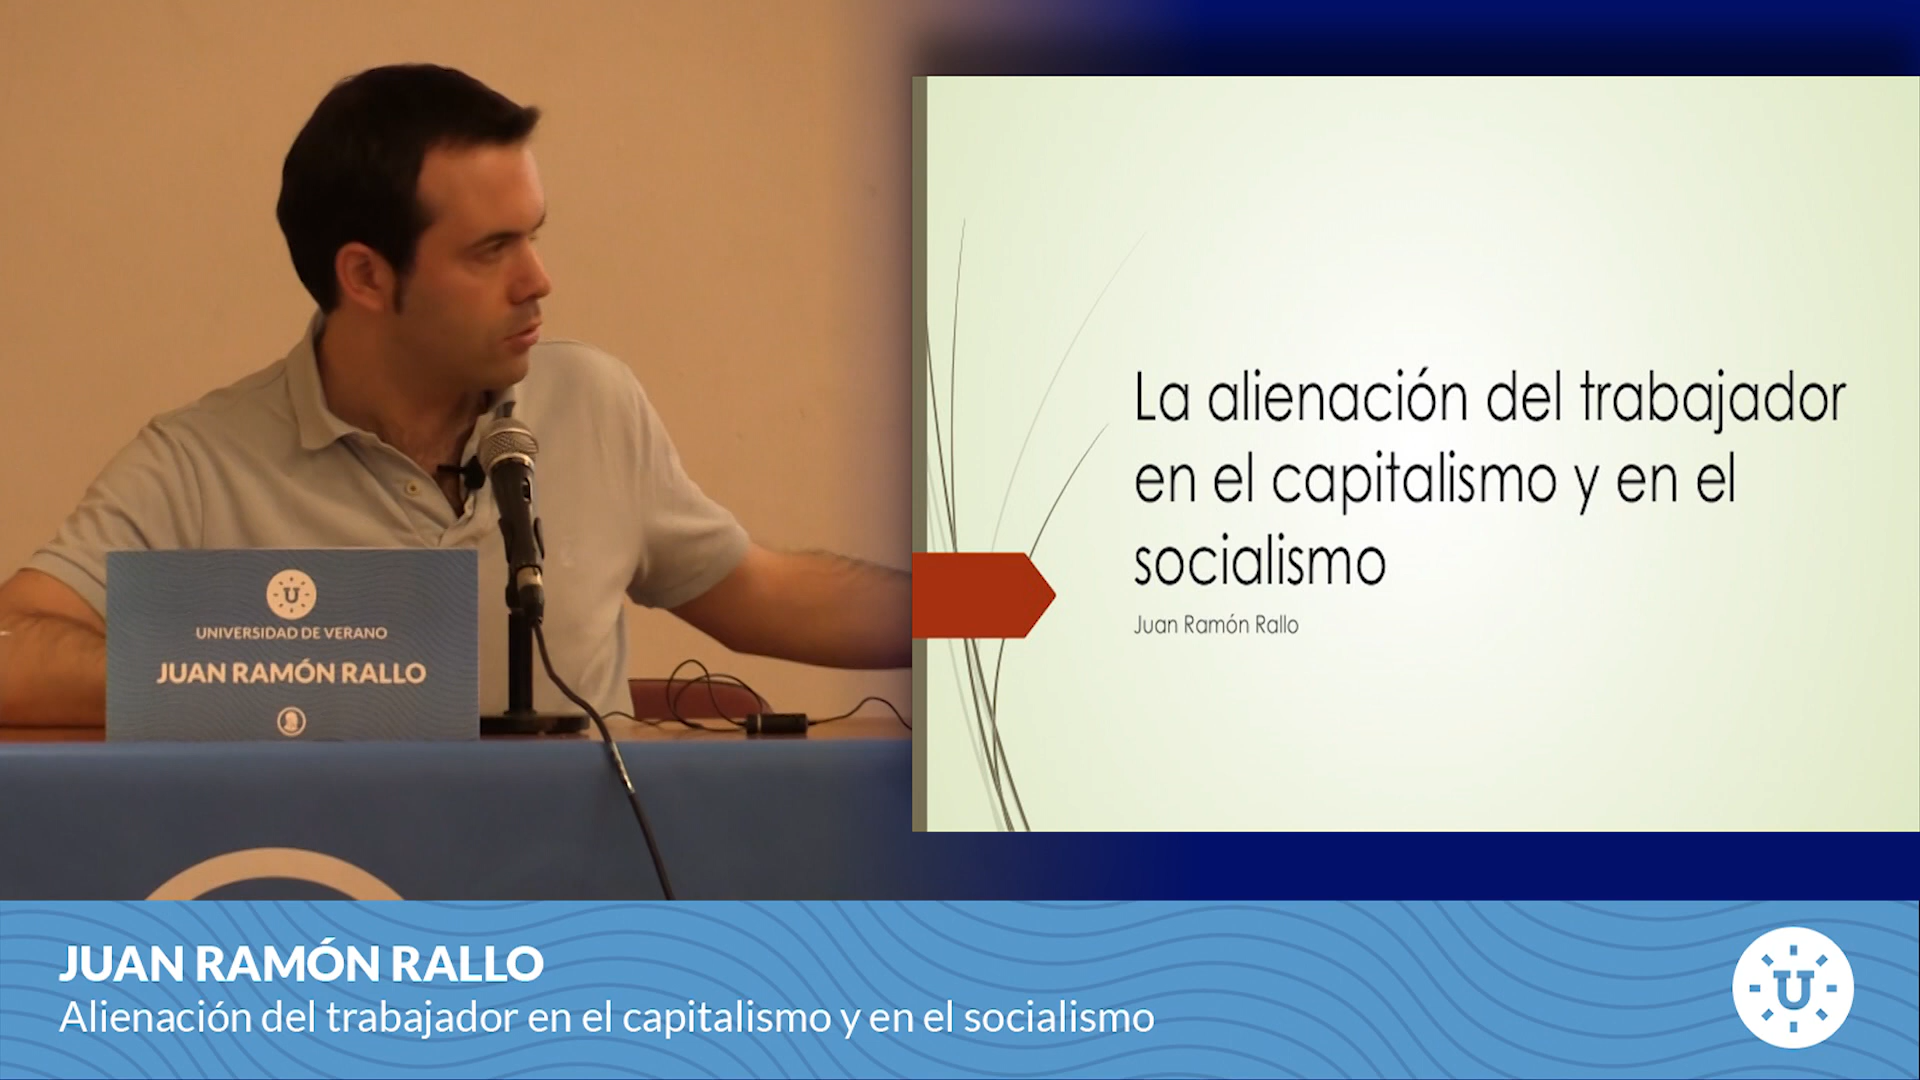 La alienación del trabajador
en el capitalismo y en el
socialismo
Juan Ramón Rallo
U
UNIVERSIDAD DE VERANO
JUAN RAMÓN RALLO
JUAN RAMÓN RALLO
Alienación del trabajador en el capitalismo y en el socialismo
U